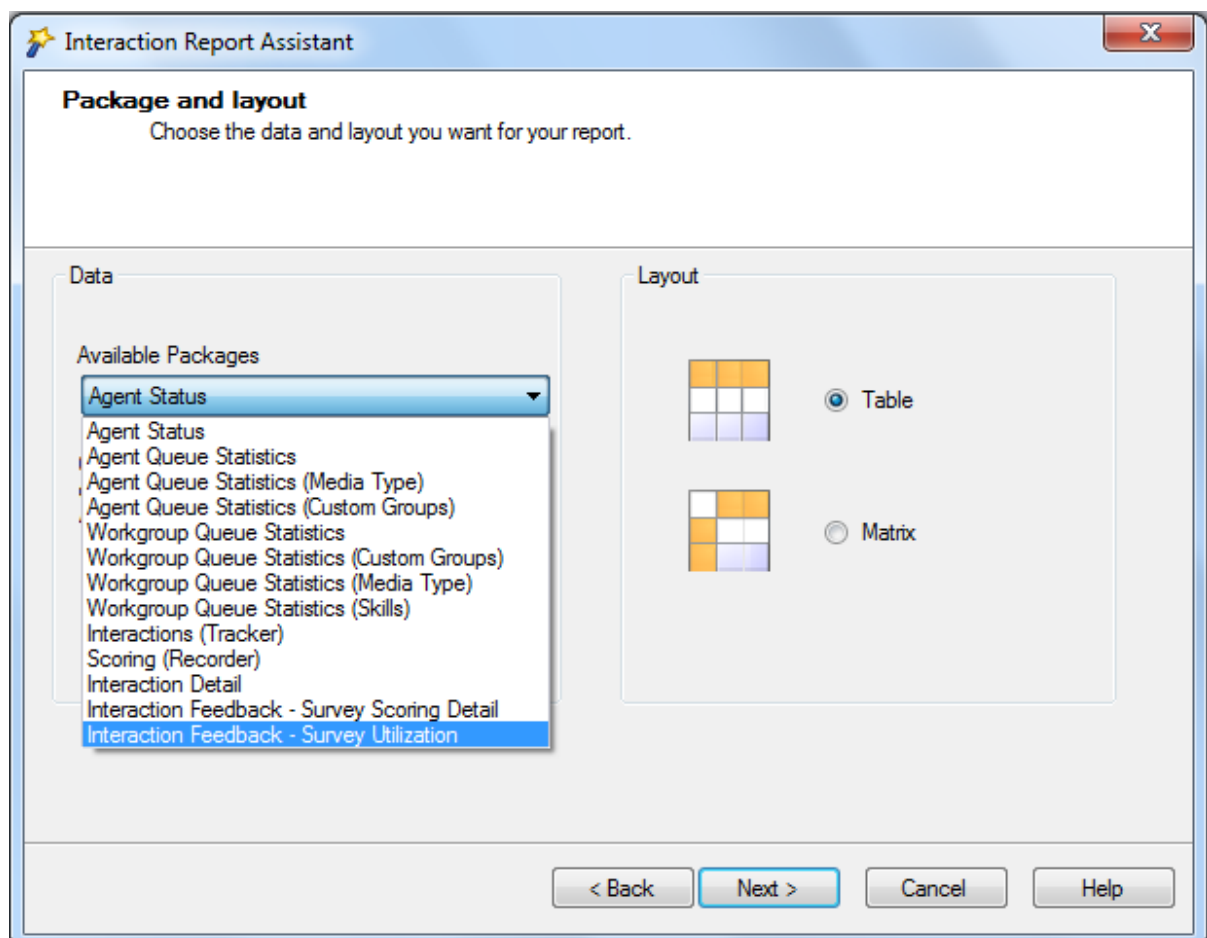 Interaction Report Assistant
Package and layout
Choose the data and layout you want for your report.
Data
Available Packages
Agent Status
Agent Status
Agent Queue Statistics
Agent Queue Statistics (Media Type)
Agent Queue Statistics (Custom Groups)
Workgroup Queue Statistics
Workgroup Queue Statistics (Custom Groups)
Workgroup Queue Statistics (Media Type)
Workgroup Queue Statistics (Skills)
Interactions (Tracker)
Scoring (Recorder)
Interaction Detail
Interaction Feedback - Survey Scoring Detail
Interaction Feedback - Survey Utilization
Layout
Table
Matrix
< Back
Next >
Cancel
Help